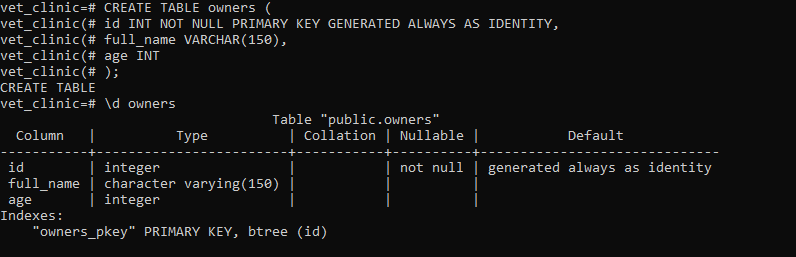 vet_clinic=# CREATE TABLE owners (
vet_clinic(# id INT NOT NULL PRIMARY KEY GENERATED ALWAYS AS IDENTITY,
vet_clinic(# full_name VARCHAR(150),
vet_clinic(# age INT
vet_clinic(# );
CREATE TABLE
vet_clinic=# \d owners
                                  Table "public.owners"
  Column   |          Type          | Collation | Nullable |           Default
-----------+------------------------+-----------+----------+------------------------------
 id        | integer                |           | not null | generated always as identity
 full_name | character varying(150) |           |          |
 age       | integer                |           |          |
Indexes:
    "owners_pkey" PRIMARY KEY, btree (id)